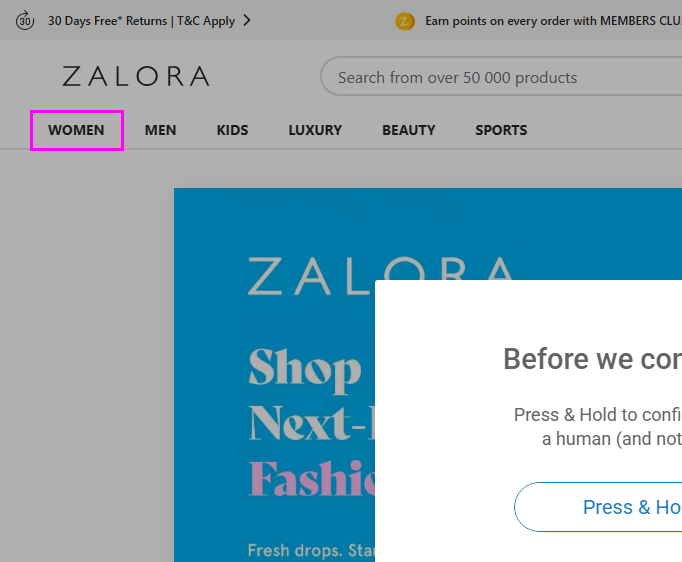 30 Days Free* Returns | T&C Apply
Earn points on every order with MEMBERS CLU
ZALORA
Search from over 50 000 products
WOMEN MEN KIDS LUXURY BEAUTY SPORTS
ZALORA
Shop
Next-
Fashio
Fresh drops. Star
Before we con
Press & Hold to confi
a human (and not
Press & Ho